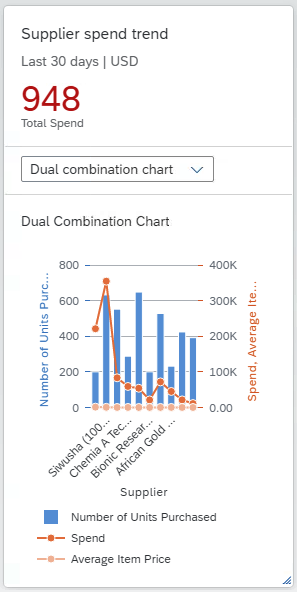 Supplier spend trend
Last 30 days | USD
948
Total Spend
Dual combination chart
Dual Combination Chart
Number of Units Purc...
800
600
400
200
0
400K
300K
200K
100K
0.00
Spend, Average Ite...
Siwusha (100...
Chemia A Tec...
Bionic Resear...
African Gold ...
Supplier
Number of Units Purchased
Spend
Average Item Price